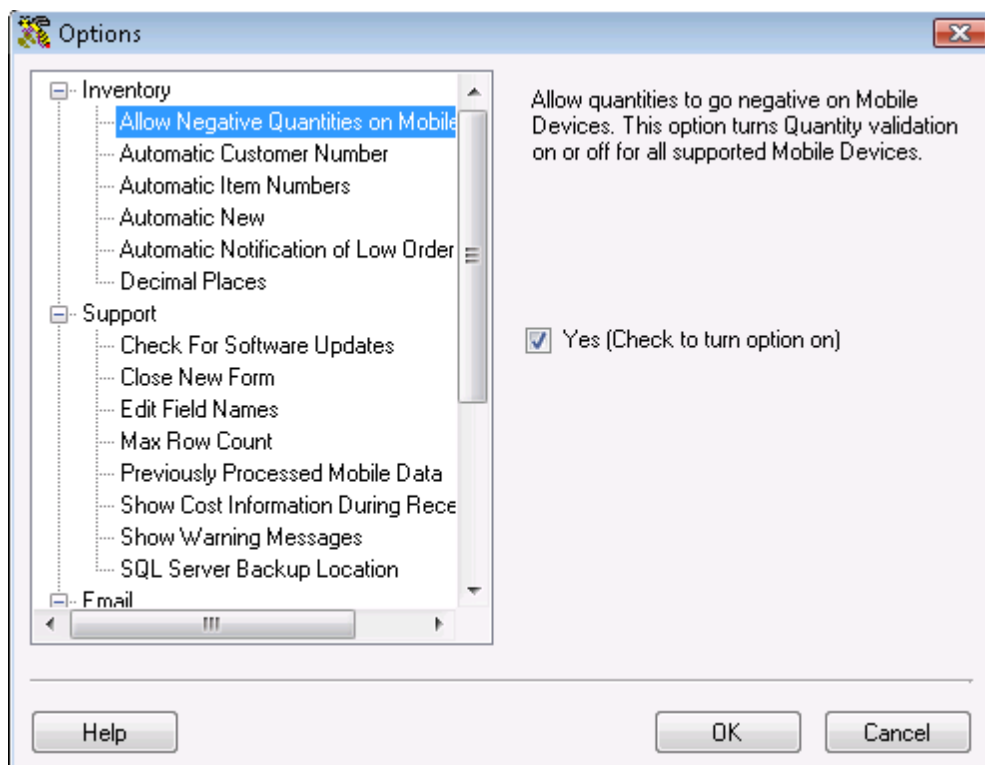 Options
Inventory
Allow Negative Quantities on Mobile
Automatic Customer Number
Automatic Item Numbers
Automatic New
Automatic Notification of Low Order
Decimal Places
Support
Check For Software Updates
Close New Form
Edit Field Names
Max Row Count
Previously Processed Mobile Data
Show Cost Information During Rece
Show Warning Messages
SQL Server Backup Location
Email
Allow quantities to go negative on Mobile
Devices. This option turns Quantity validation
on or off for all supported Mobile Devices.
Yes (Check to turn option on)
Help
OK
Cancel